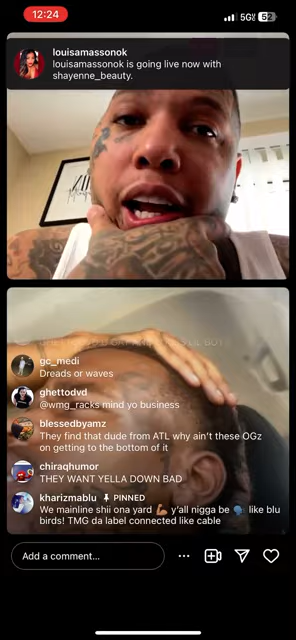 12:24
5G 52
louisamassonok
louisamassonok is going live now with
shayenne_beauty.
gc_medi
Dreads or waves
ghettodvd
@wmg_racks mind yo business
blessedbyamz
They find that dude from ATL why ain't these OGz
on getting to the bottom of it
chiraqhumor
THEY WANT YELLA DOWN BAD
kharizmablu 📌 PINNED
We mainline shii ona yard 💪🏾 y'all nigga be 🗣️ like blu
birds! TMG da label connected like cable
Add a comment...